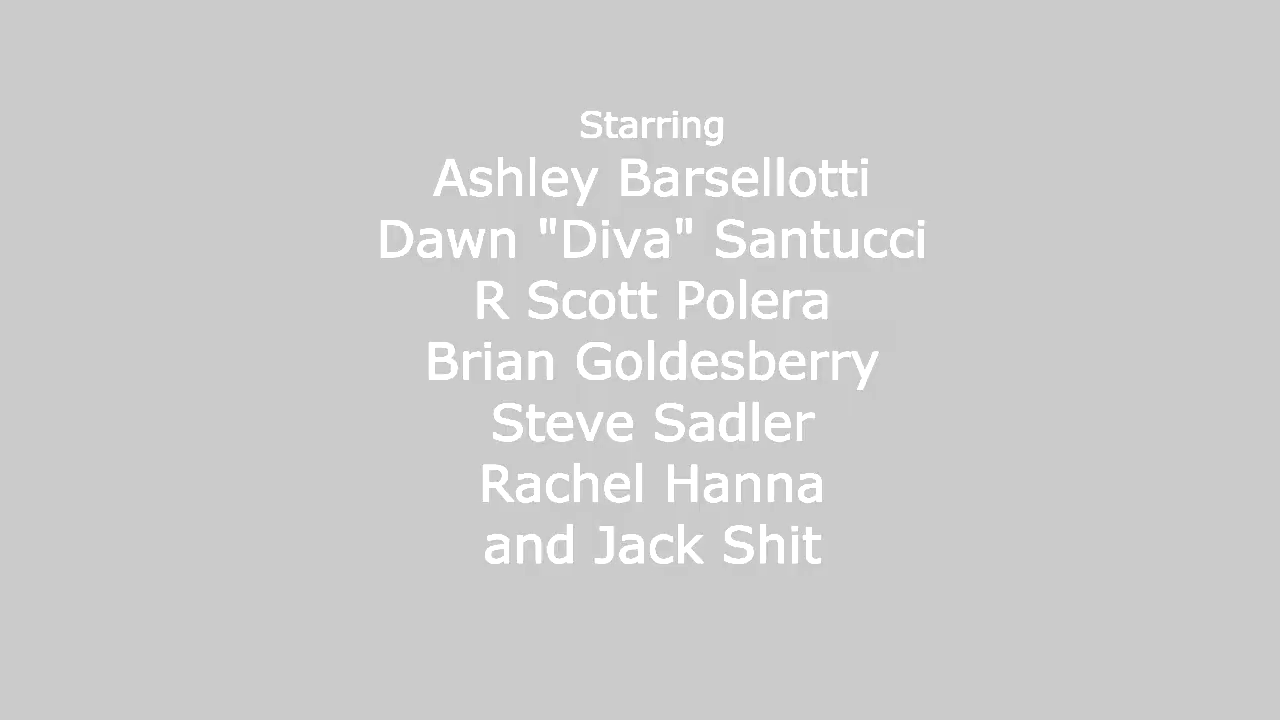 Starring
Ashley Barsellotti
Dawn "Diva" Santucci
R Scott Polera
Brian Goldesberry
Steve Sadler
Rachel Hanna
and Jack Shit